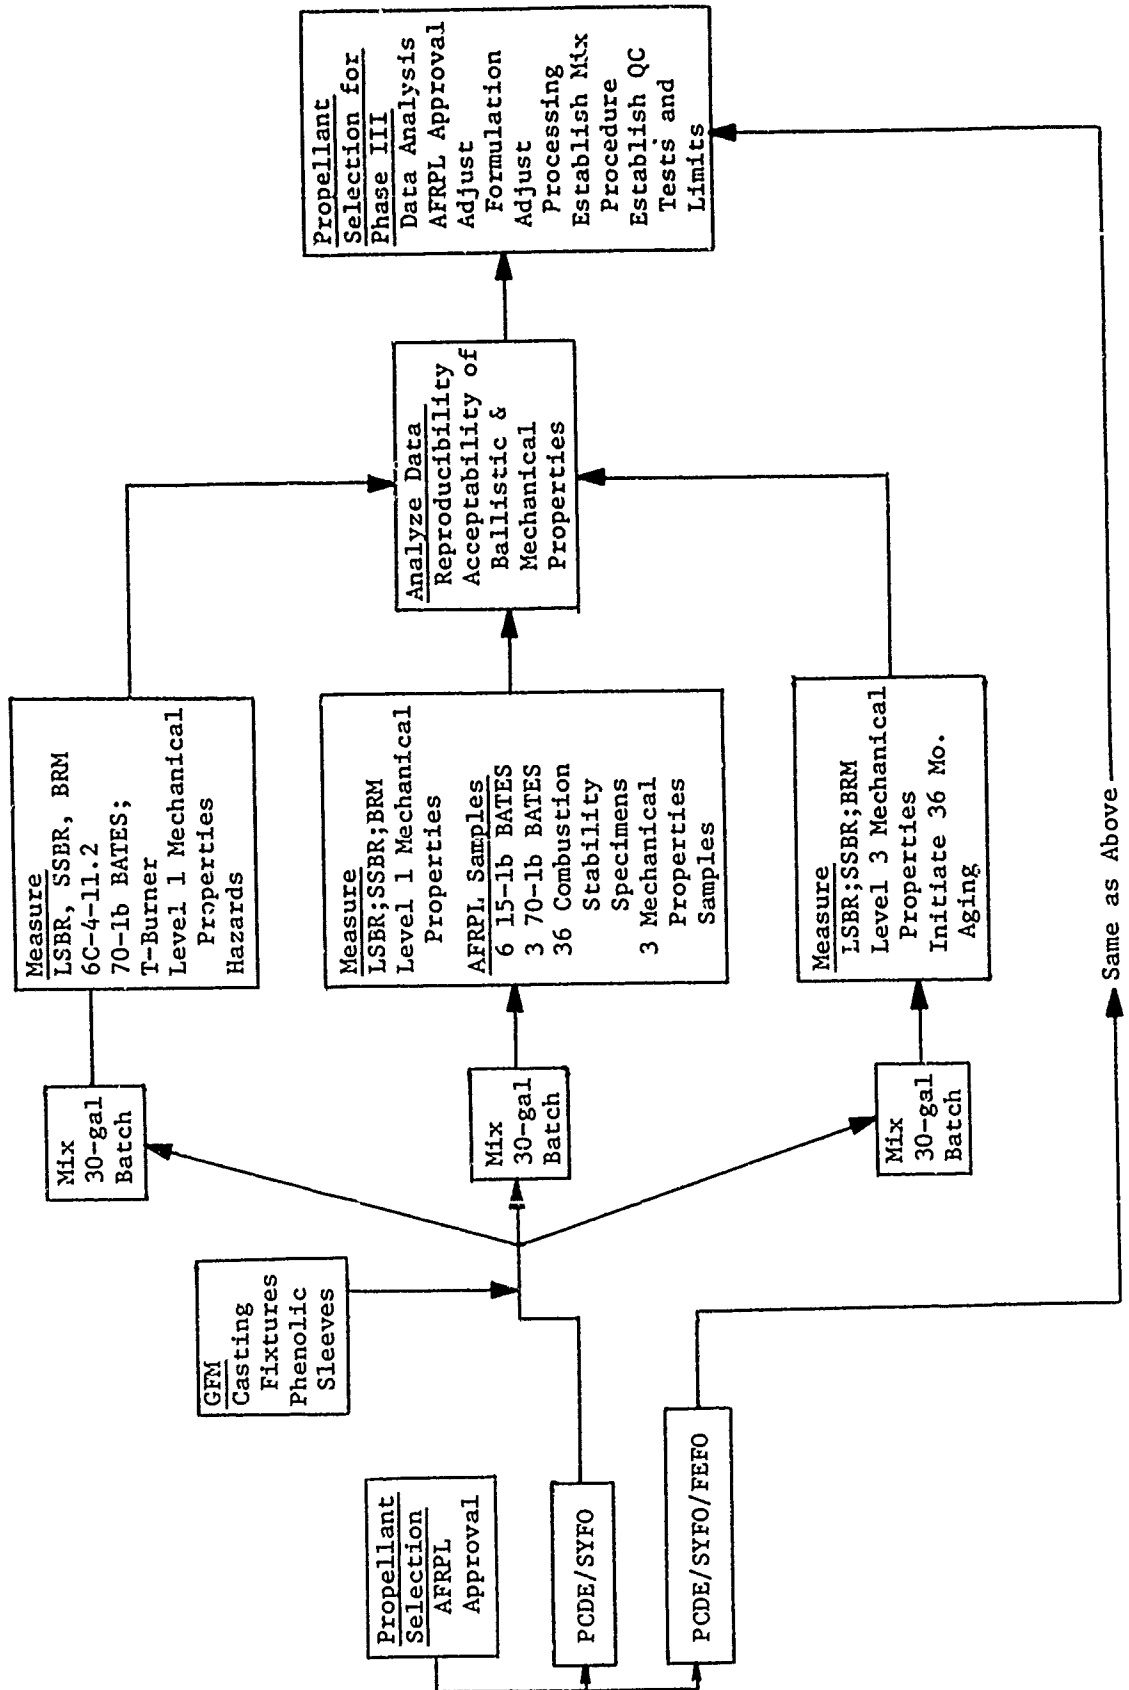 Propellant
Selection
AFRPL
Approval
PCDE/SYFO
PCDE/SYFO/FEFO
GFM
Casting
Fixtures
Phenolic
Sleeves
Mix
30-gal
Batch
Mix
30-gal
Batch
Mix
30-gal
Batch
Measure
LSBR, SSBR, BRM
6C-4-11.2
70-lb BATES;
T-Burner
Level 1 Mechanical
Properties
Hazards
Measure
LSBR;SSBR;BRM
Level 1 Mechanical
Properties
AFRPL Samples
6 15-lb BATES
3 70-lb BATES
36 Combustion
Stability
Specimens
3 Mechanical
Properties
Samples
Measure
LSBR;SSBR;BRM
Level 3 Mechanical
Properties
Initiate 36 Mo.
Aging
Same as Above
Analyze Data
Reproducibility
Acceptability of
Ballistic &
Mechanical
Properties
Propellant
Selection for
Phase III
Data Analysis
AFRPL Approval
Adjust
Formulation
Adjust
Processing
Establish Mix
Procedure
Establish QC
Tests and
Limits